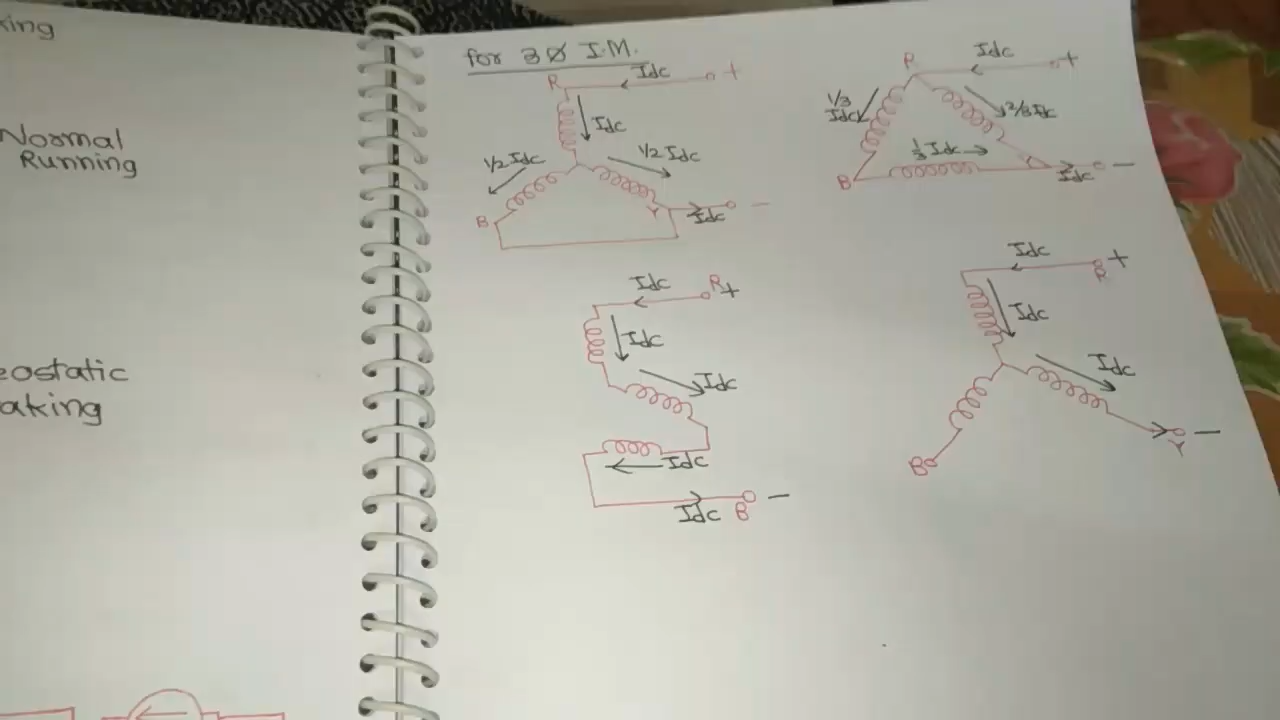 king
Normal
Running
eostatic
aking
for 3Ø I.M.
R Idc +
Idc
1/2 Idc 1/2 Idc
B Y Idc −
R Idc +
1/3 Idc 2/3 Idc
1/3 Idc
B Idc −
Idc R +
Idc
Idc
Idc
Idc B −
Idc R +
Idc
Idc
B Y −